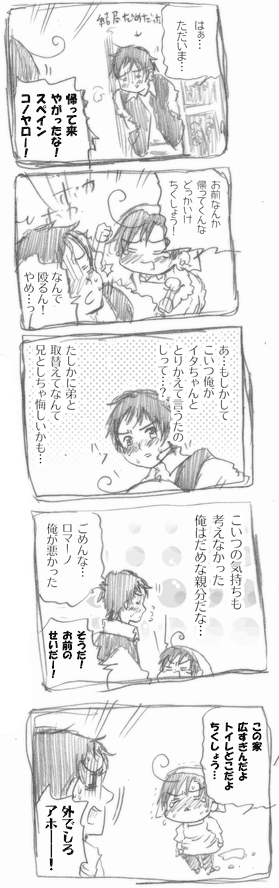 はぁ…
ただいま…
結局だめだホ
帰って来
やがったな!
スペイン
コノヤロー!
お前なんか
帰ってくんな
どっかいけ
ちくしょう!
なんで
殴るん!
やめ…っ
あ…もしかして
こいつ俺が
イタちゃんと
とりかえて言うたの
しって…?
たしかに弟と
取替えてなんて
兄としちゃ悔しいかも…
こいつの気持ちも
考えなかった
俺はだめな親分だな…
ごめんな…
ロマーノ
俺が悪かった
そうだ!
お前の
せいだー!
この家
広すぎんだよ
トイレどこだよ
ちくしょう…
外でしろ
アホ――!